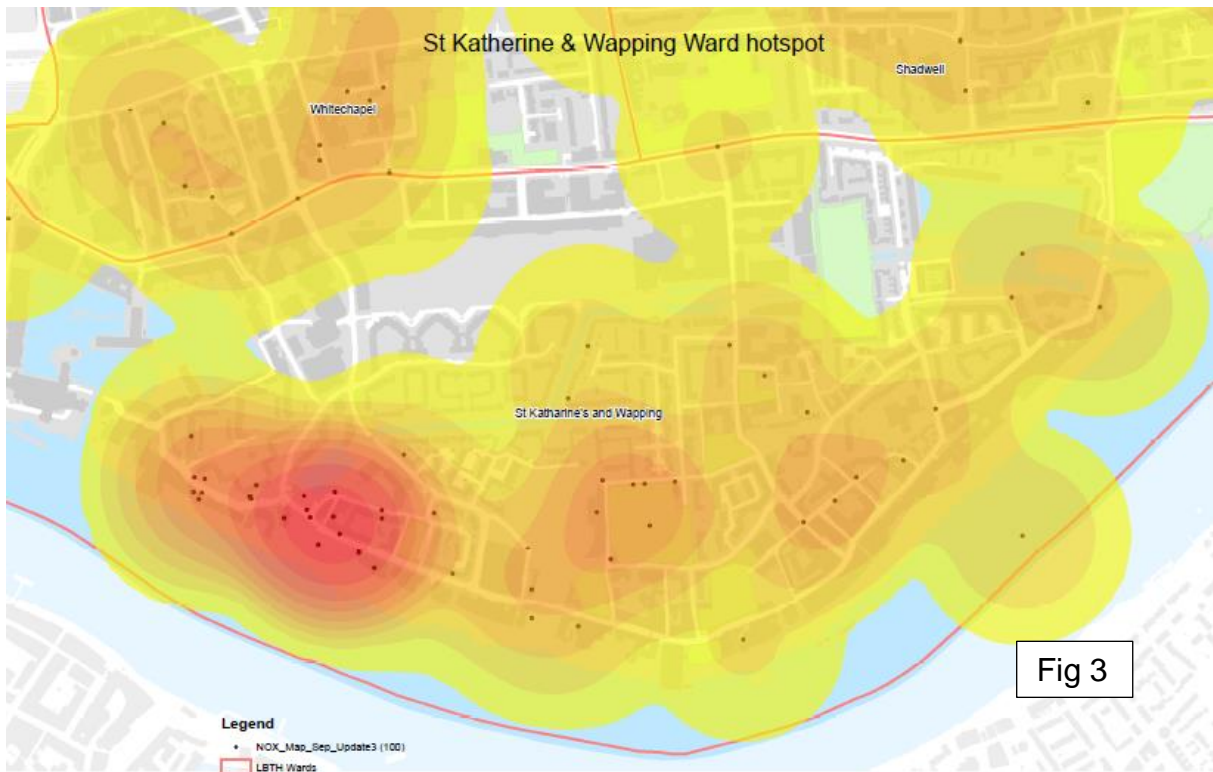 St Katherine & Wapping Ward hotspot
Shadwell
Whitechapel
St Katharine's and Wapping
Fig 3
Legend
NOX_Map_Sep_Update3 (100)
LBTH Wards